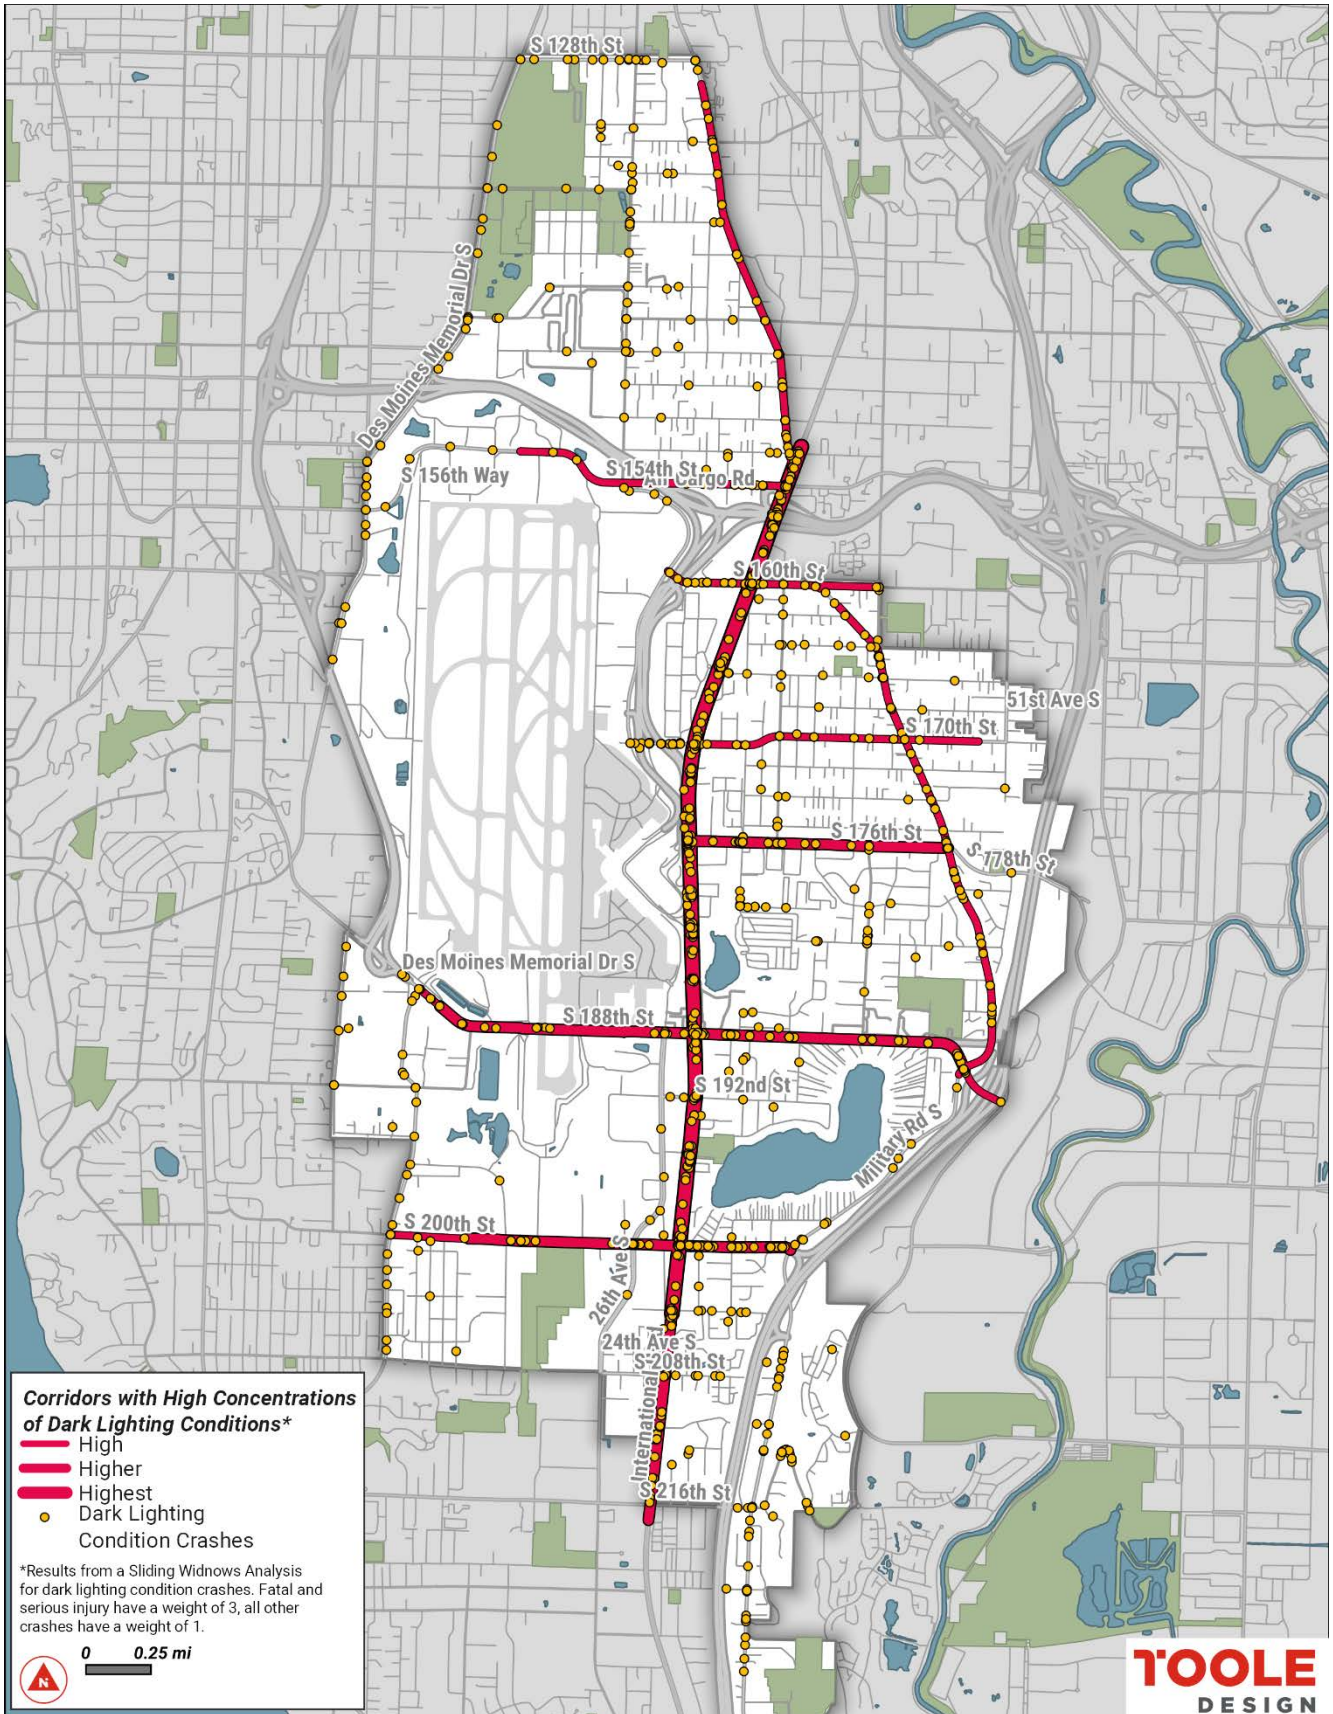 S 128th St
Des Moines Memorial Dr S
S 154th St
S 156th Way
Air Cargo Rd
S 160th St
51st Ave S
S 170th St
S 176th St
S 178th St
Des Moines Memorial Dr S
S 188th St
S 192nd St
Military Rd S
S 200th St
26th Ave S
24th Ave S
S 208th St
International
S 216th St
Corridors with High Concentrations
of Dark Lighting Conditions*
High
Higher
Highest
Dark Lighting
Condition Crashes
*Results from a Sliding Widnows Analysis
for dark lighting condition crashes. Fatal and
serious injury have a weight of 3, all other
crashes have a weight of 1.
0 0.25 mi
N
TOOLE
DESIGN